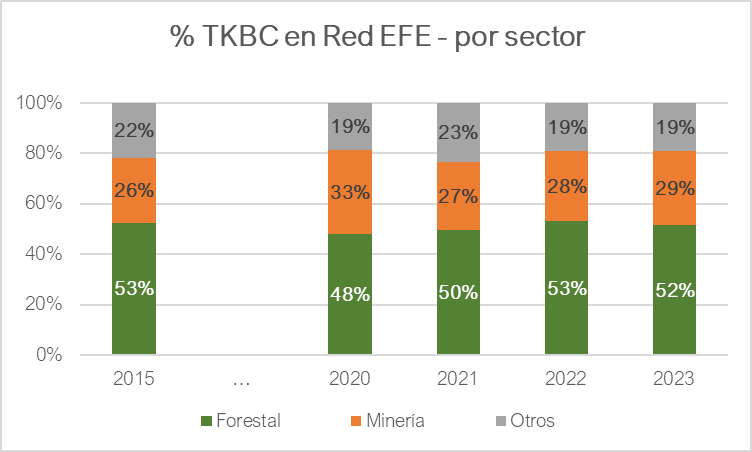 % TKBC en Red EFE - por sector
100%
22% 19% 23% 19% 19%
80%
26% 33% 27% 28% 29%
60%
40%
53% 48% 50% 53% 52%
20%
0%
2015 ... 2020 2021 2022 2023
Forestal Minería Otros